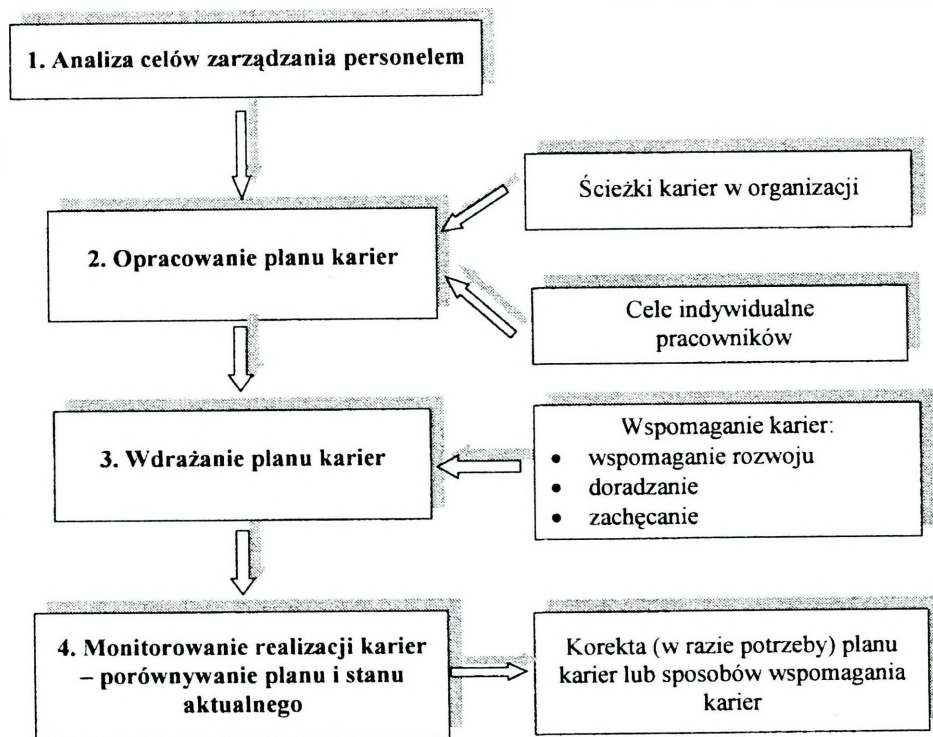 1. Analiza celów zarządzania personelem
Ścieżki karier w organizacji
2. Opracowanie planu karier
Cele indywidualne
pracowników
3. Wdrażanie planu karier
Wspomaganie karier:
• wspomaganie rozwoju
• doradzanie
• zachęcanie
4. Monitorowanie realizacji karier
– porównywanie planu i stanu
aktualnego
Korekta (w razie potrzeby) planu
karier lub sposobów wspomagania
karier